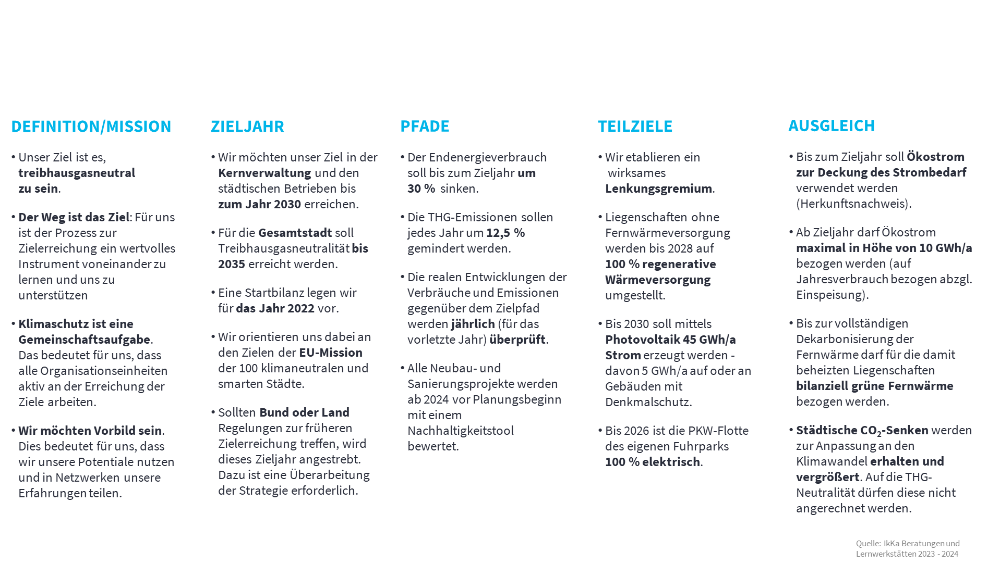 DEFINITION/MISSION
• Unser Ziel ist es,
treibhausgasneutral
zu sein.
• Der Weg ist das Ziel: Für uns
ist der Prozess zur
Zielerreichung ein wertvolles
Instrument voneinander zu
lernen und uns zu
unterstützen
• Klimaschutz ist eine
Gemeinschaftsaufgabe.
Das bedeutet für uns, dass
alle Organisationseinheiten
aktiv an der Erreichung der
Ziele arbeiten.
• Wir möchten Vorbild sein.
Dies bedeutet für uns, dass
wir unsere Potentiale nutzen
und in Netzwerken unsere
Erfahrungen teilen.
ZIELJAHR
• Wir möchten unser Ziel in der
Kernverwaltung und den
städtischen Betrieben bis
zum Jahr 2030 erreichen.
• Für die Gesamtstadt soll
Treibhausgasneutralität bis
2035 erreicht werden.
• Eine Startbilanz legen wir
für das Jahr 2022 vor.
• Wir orientieren uns dabei an
den Zielen der EU-Mission
der 100 klimaneutralen und
smarten Städte.
• Sollten Bund oder Land
Regelungen zur früheren
Zielerreichung treffen, wird
dieses Zieljahr angestrebt.
Dazu ist eine Überarbeitung
der Strategie erforderlich.
PFADE
• Der Endenergieverbrauch
soll bis zum Zieljahr um
30 % sinken.
• Die THG-Emissionen sollen
jedes Jahr um 12,5 %
gemindert werden.
• Die realen Entwicklungen der
Verbräuche und Emissionen
gegenüber dem Zielpfad
werden jährlich (für das
vorletzte Jahr) überprüft.
• Alle Neubau- und
Sanierungsprojekte werden
ab 2024 vor Planungsbeginn
mit einem
Nachhaltigkeitstool
bewertet.
TEILZIELE
• Wir etablieren ein
wirksames
Lenkungsgremium.
• Liegenschaften ohne
Fernwärmeversorgung
werden bis 2028 auf
100 % regenerative
Wärmeversorgung
umgestellt.
• Bis 2030 soll mittels
Photovoltaik 45 GWh/a
Strom erzeugt werden -
davon 5 GWh/a auf oder an
Gebäuden mit
Denkmalschutz.
• Bis 2026 ist die PKW-Flotte
des eigenen Fuhrparks
100 % elektrisch.
AUSGLEICH
• Bis zum Zieljahr soll Ökostrom
zur Deckung des Strombedarf
verwendet werden
(Herkunftsnachweis).
• Ab Zieljahr darf Ökostrom
maximal in Höhe von 10 GWh/a
bezogen werden (auf
Jahresverbrauch bezogen abzgl.
Einspeisung).
• Bis zur vollständigen
Dekarbonisierung der
Fernwärme darf für die damit
beheizten Liegenschaften
bilanziell grüne Fernwärme
bezogen werden.
• Städtische CO₂-Senken werden
zur Anpassung an den
Klimawandel erhalten und
vergrößert. Auf die THG-
Neutralität dürfen diese nicht
angerechnet werden.
Quelle: IkKa Beratungen und
Lernwerkstätten 2023 - 2024